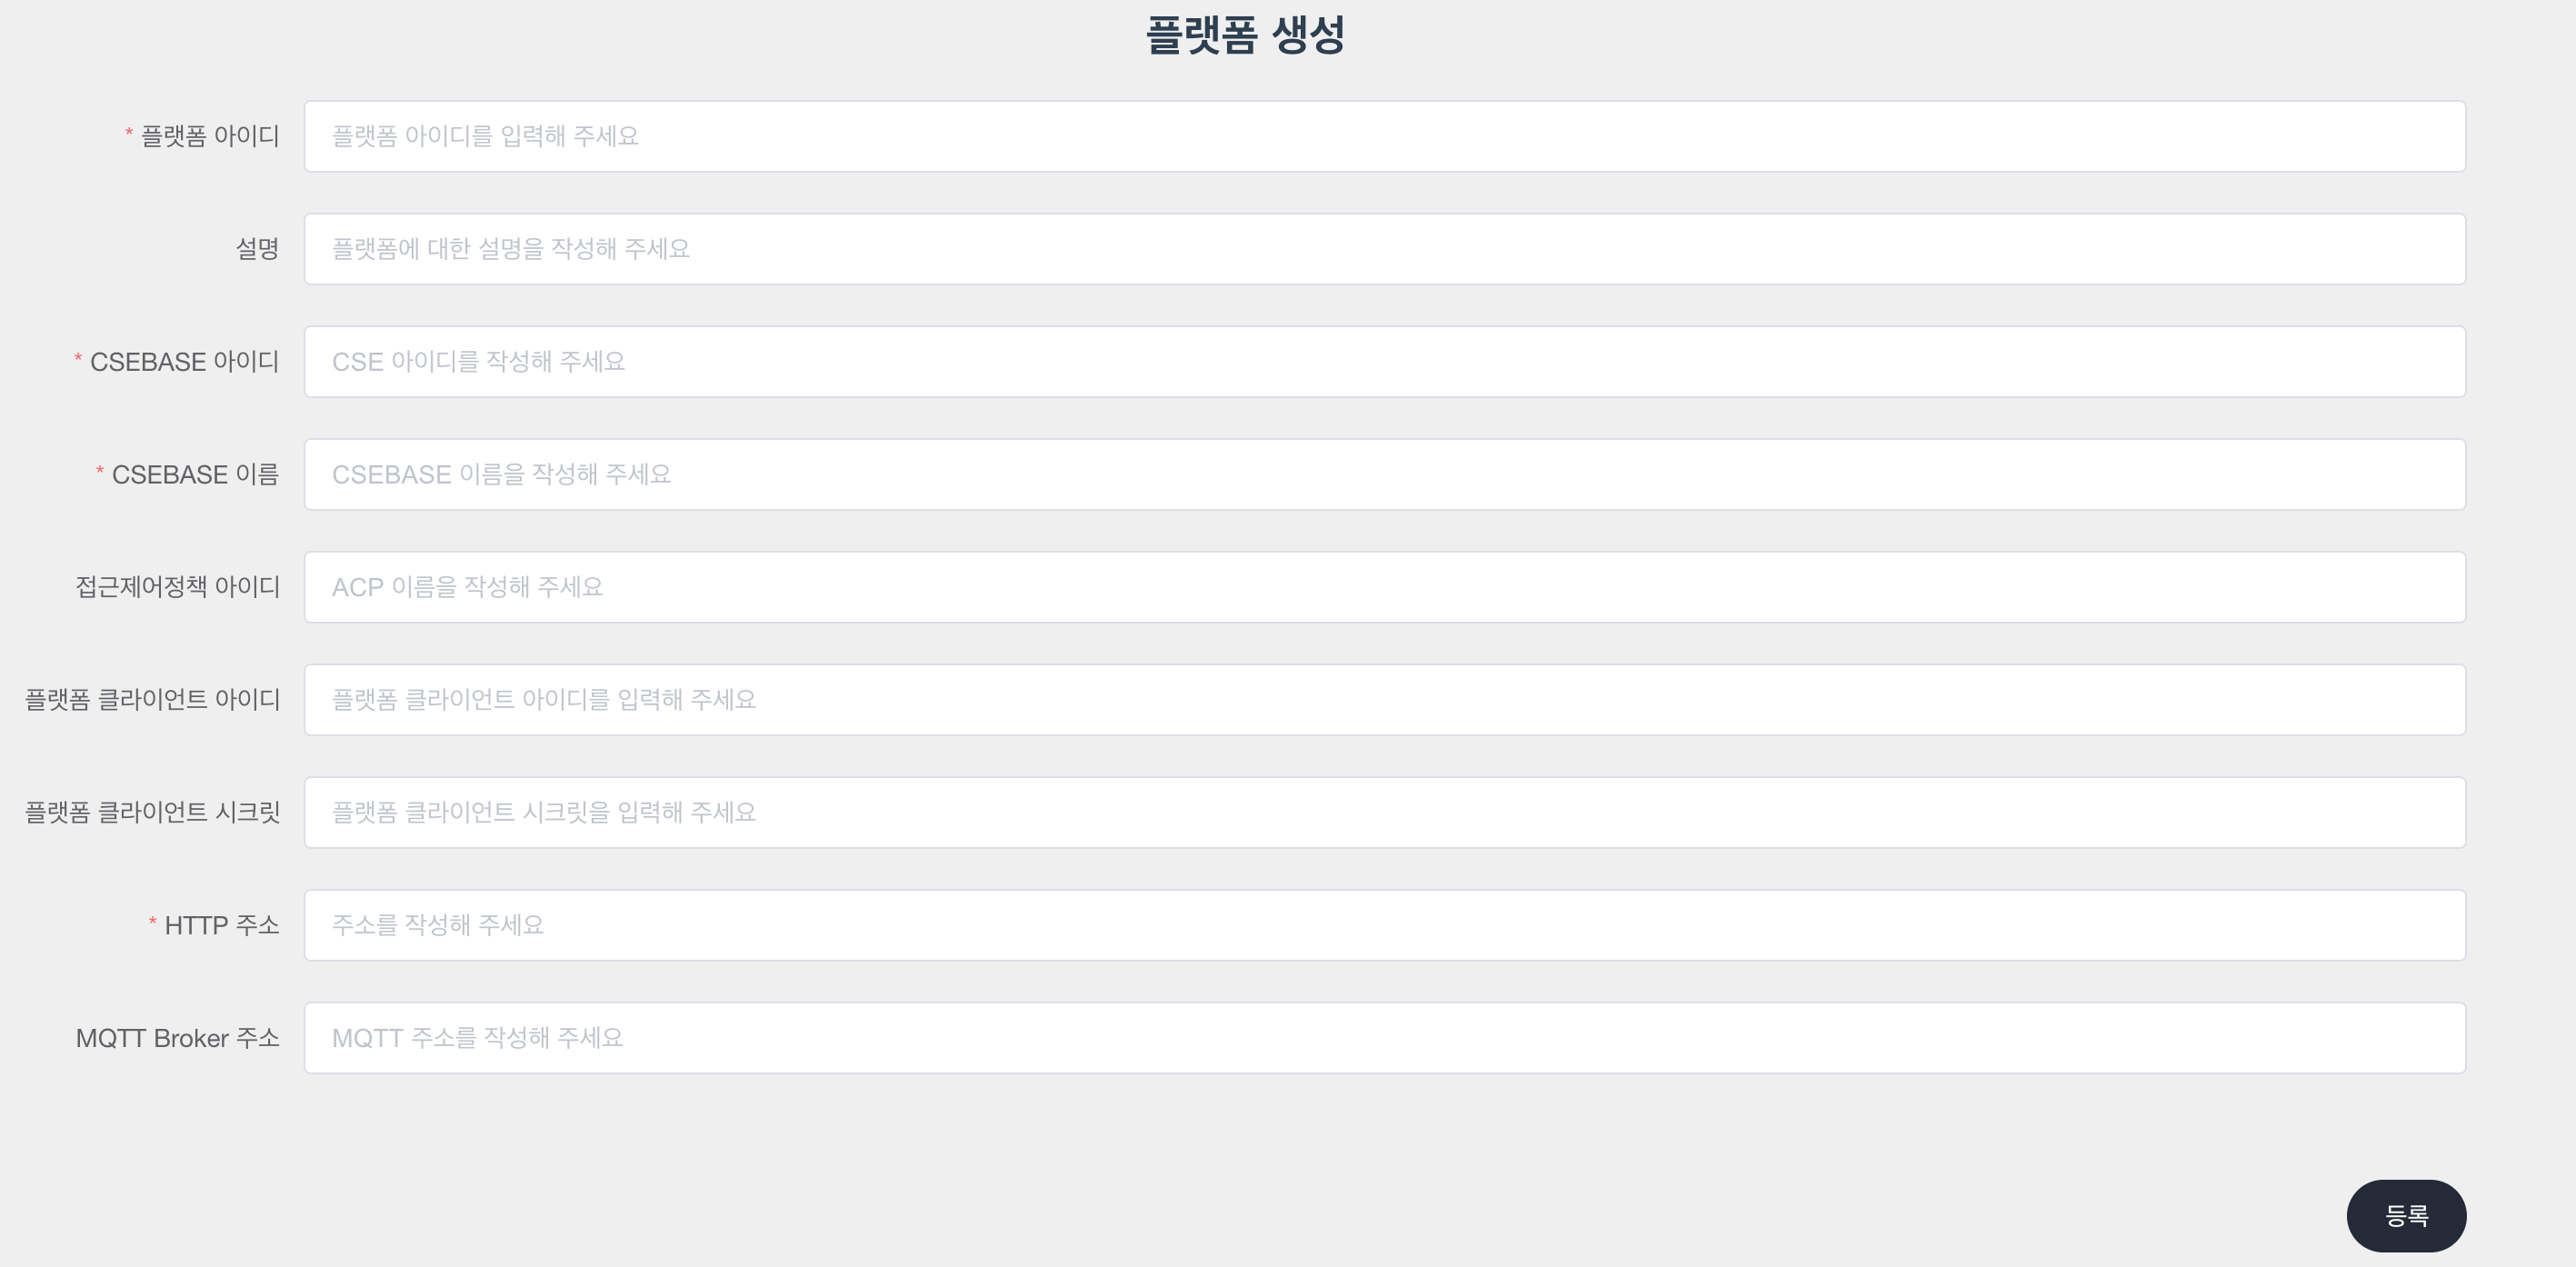 플랫폼 생성
* 플랫폼 아이디 플랫폼 아이디를 입력해 주세요
설명 플랫폼에 대한 설명을 작성해 주세요
* CSEBASE 아이디 CSE 아이디를 작성해 주세요
* CSEBASE 이름 CSEBASE 이름을 작성해 주세요
접근제어정책 아이디 ACP 이름을 작성해 주세요
플랫폼 클라이언트 아이디 플랫폼 클라이언트 아이디를 입력해 주세요
플랫폼 클라이언트 시크릿 플랫폼 클라이언트 시크릿을 입력해 주세요
* HTTP 주소 주소를 작성해 주세요
MQTT Broker 주소 MQTT 주소를 작성해 주세요
등록